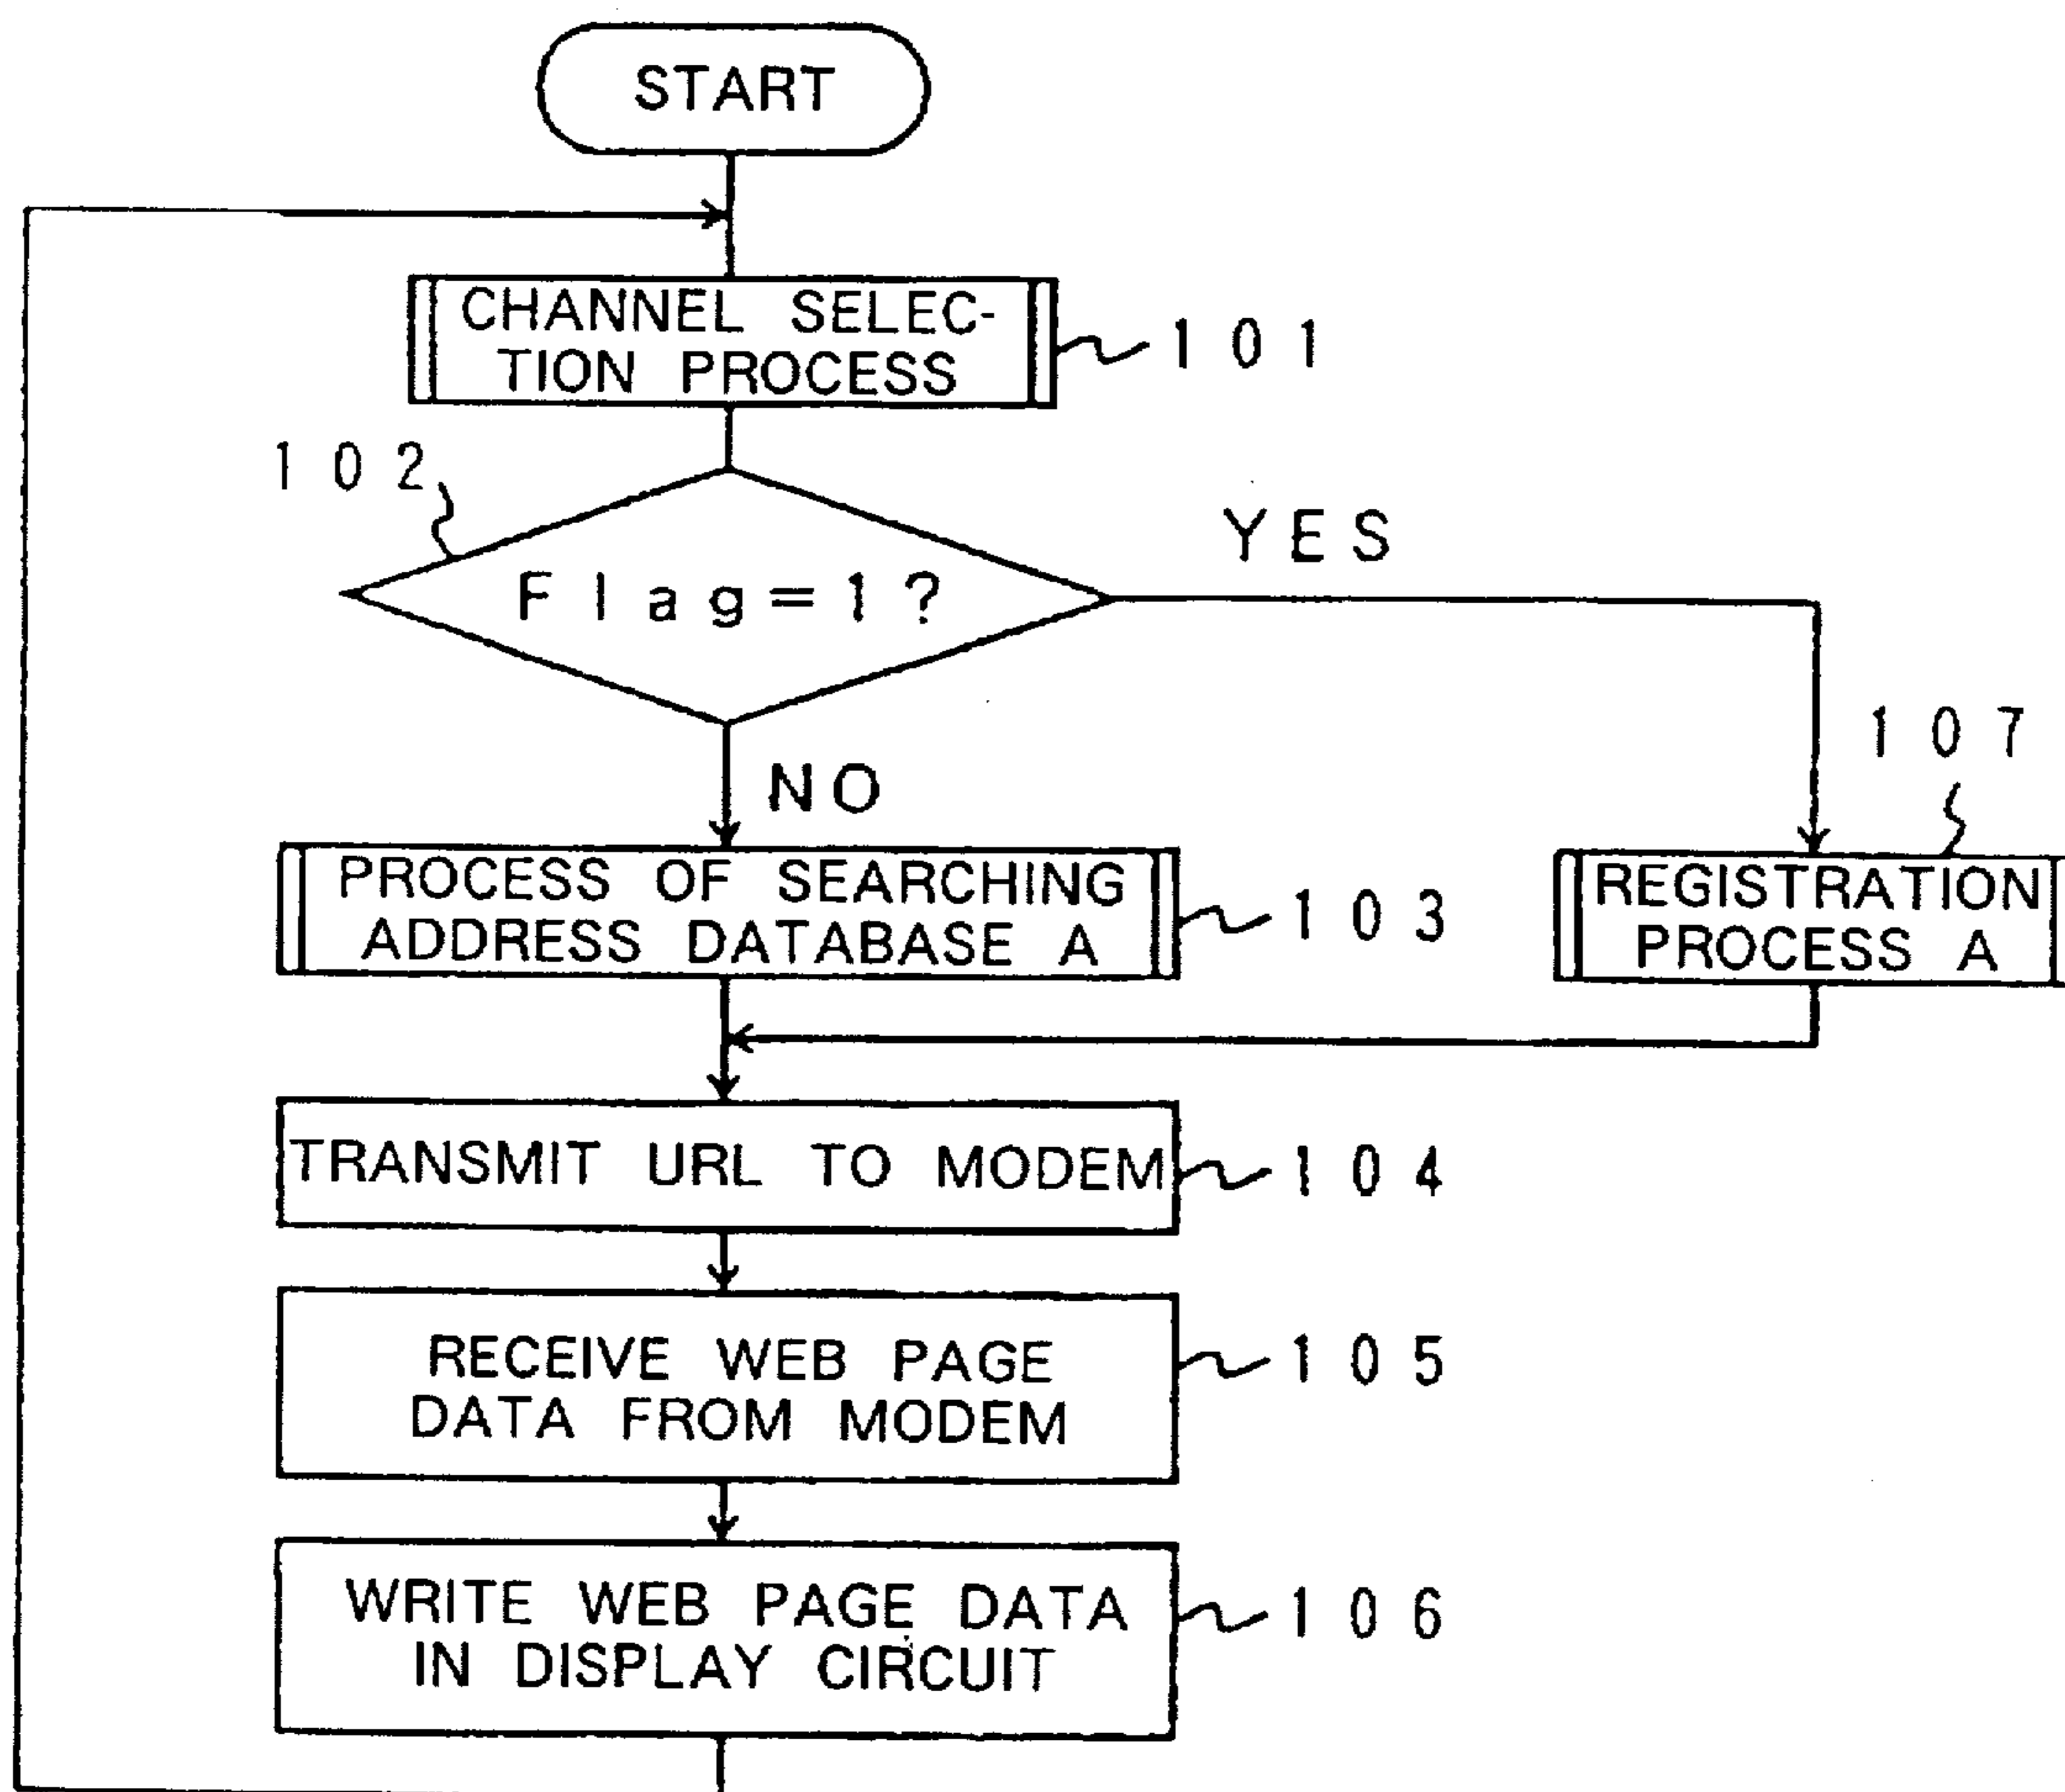 START
CHANNEL SELEC-
TION PROCESS
101
102
Flag=1?
YES
NO
107
PROCESS OF SEARCHING
ADDRESS DATABASE A
103
REGISTRATION
PROCESS A
TRANSMIT URL TO MODEM
104
RECEIVE WEB PAGE
DATA FROM MODEM
105
WRITE WEB PAGE DATA
IN DISPLAY CIRCUIT
106